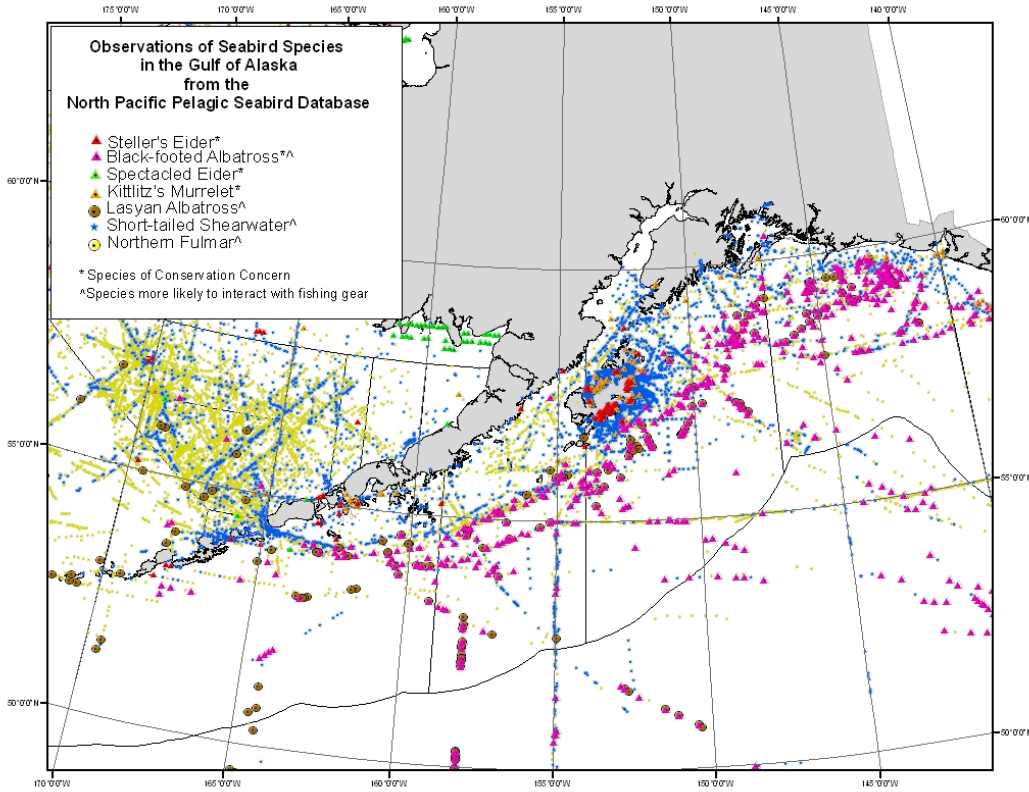 175°0'0"W
170°0'0"W
165°0'0"W
160°0'0"W
155°0'0"W
150°0'0"W
145°0'0"W
140°0'0"W
Observations of Seabird Species
in the Gulf of Alaska
from the
North Pacific Pelagic Seabird Database
Steller's Eider*
Black-footed Albatross*^
Spectacled Eider*
Kittlitz's Murrelet*
Lasyan Albatross^
Short-tailed Shearwater^
Northern Fulmar^
* Species of Conservation Concern
^Species more likely to interact with fishing gear
60°0'0"N
60°0'0"N
55°0'0"N
55°0'0"N
50°0'0"N
50°0'0"N
170°0'0"W
165°0'0"W
160°0'0"W
155°0'0"W
150°0'0"W
145°0'0"W